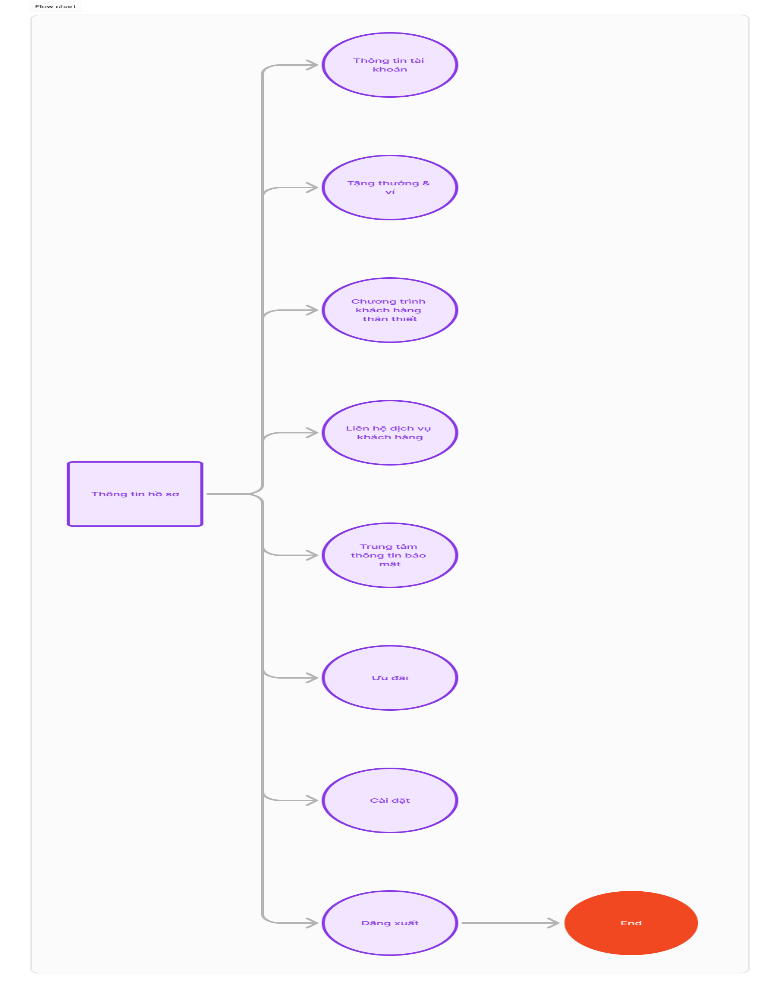 Flow chart
Thông tin tài
khoản
Tặng thưởng &
ví
Chương trình
khách hàng
thân thiết
Liên hệ dịch vụ
khách hàng
Thông tin hồ sơ
Trung tâm
thông tin bảo
mật
Ưu đãi
Cài đặt
Đăng xuất
End